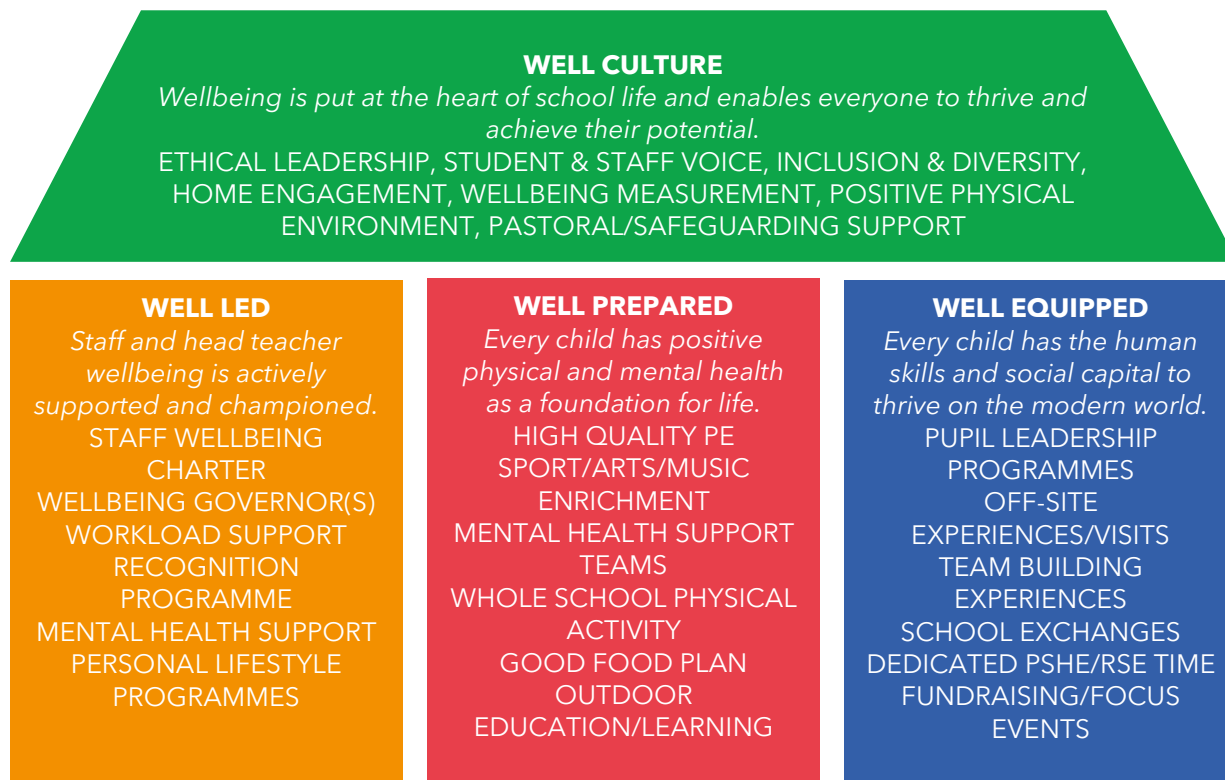 WELL CULTURE
Wellbeing is put at the heart of school life and enables everyone to thrive and
achieve their potential.
ETHICAL LEADERSHIP, STUDENT & STAFF VOICE, INCLUSION & DIVERSITY,
HOME ENGAGEMENT, WELLBEING MEASUREMENT, POSITIVE PHYSICAL
ENVIRONMENT, PASTORAL/SAFEGUARDING SUPPORT
WELL LED
Staff and head teacher
wellbeing is actively
supported and championed.
STAFF WELLBEING
CHARTER
WELLBEING GOVERNOR(S)
WORKLOAD SUPPORT
RECOGNITION
PROGRAMME
MENTAL HEALTH SUPPORT
PERSONAL LIFESTYLE
PROGRAMMES
WELL PREPARED
Every child has positive
physical and mental health
as a foundation for life.
HIGH QUALITY PE
SPORT/ARTS/MUSIC
ENRICHMENT
MENTAL HEALTH SUPPORT
TEAMS
WHOLE SCHOOL PHYSICAL
ACTIVITY
GOOD FOOD PLAN
OUTDOOR
EDUCATION/LEARNING
WELL EQUIPPED
Every child has the human
skills and social capital to
thrive on the modern world.
PUPIL LEADERSHIP
PROGRAMMES
OFF-SITE
EXPERIENCES/VISITS
TEAM BUILDING
EXPERIENCES
SCHOOL EXCHANGES
DEDICATED PSHE/RSE TIME
FUNDRAISING/FOCUS
EVENTS